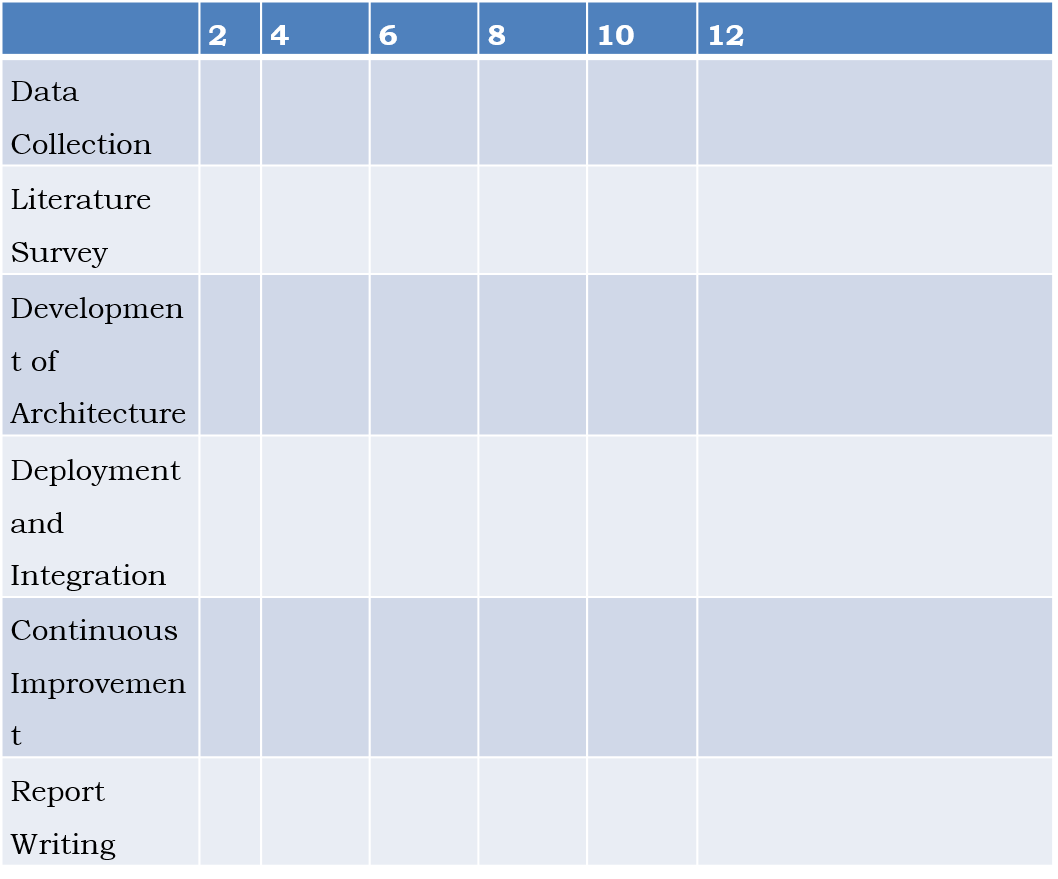 2 4 6 8 10 12
Data
Collection
Literature
Survey
Developmen
t of
Architecture
Deployment
and
Integration
Continuous
Improvemen
t
Report
Writing